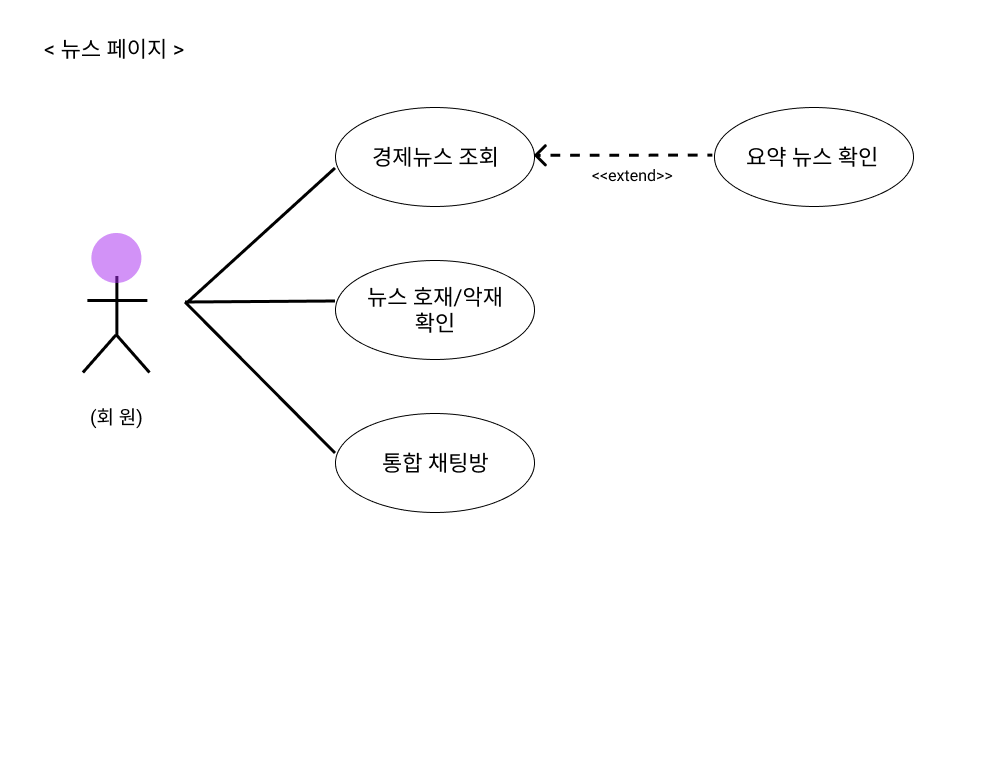 < 뉴스 페이지 >
경제뉴스 조회
<<extend>>
요약 뉴스 확인
뉴스 호재/악재
확인
(회 원)
통합 채팅방